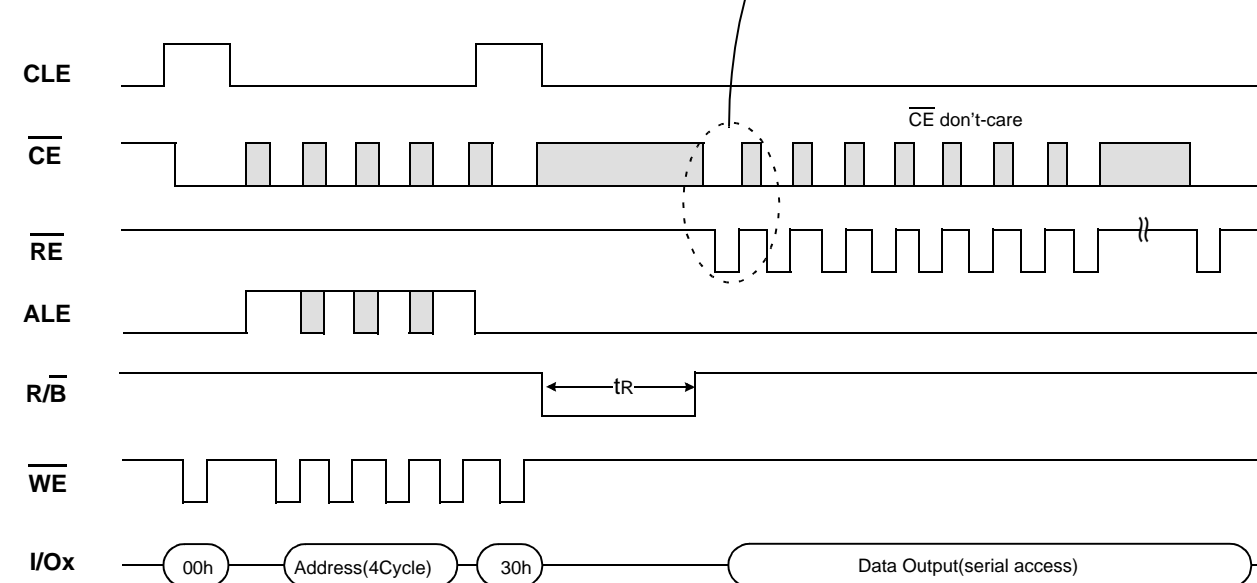 CLE
CE don't-care
CE
RE
ALE
R/B
tR
WE
I/Ox
00h
Address(4Cycle)
30h
Data Output(serial access)